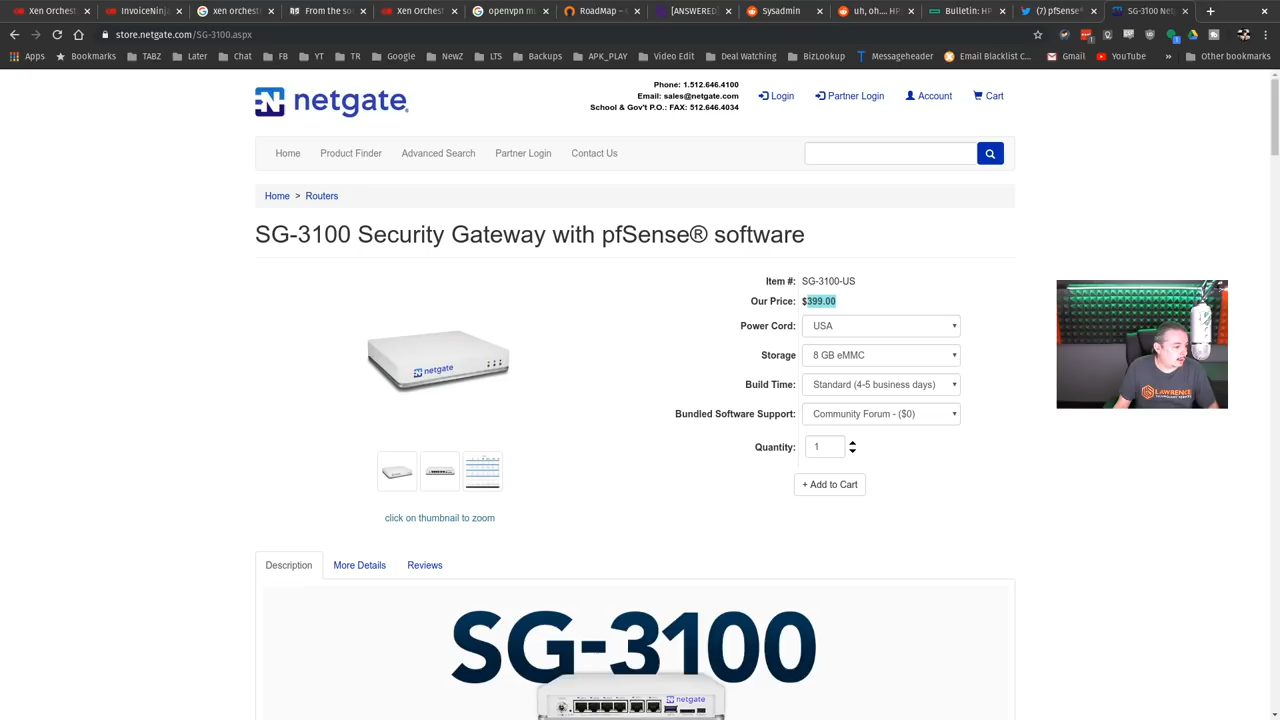 Xen Orchest
InvoiceNinj
xen orchestr
From the so
Xen Orchest
openvpn mi
RoadMap –
[ANSWERED]
Sysadmin
uh, oh... HP
Bulletin: HP
(7) pfSense®
SG-3100 Net
store.netgate.com/SG-3100.aspx
Apps
Bookmarks
TABZ
Later
Chat
FB
YT
TR
Google
NewZ
LTS
Backups
APK_PLAY
Video Edit
Deal Watching
BizLookup
Messageheader
Email Blacklist C...
Gmail
YouTube
»
Other bookmarks
netgate
Phone: 1.512.646.4100
Email: sales@netgate.com
School & Gov't P.O.: FAX: 512.646.4034
Login
Partner Login
Account
Cart
Home
Product Finder
Advanced Search
Partner Login
Contact Us
Home > Routers
SG-3100 Security Gateway with pfSense® software
Item #: SG-3100-US
Our Price: $399.00
Power Cord: USA
Storage 8 GB eMMC
Build Time: Standard (4-5 business days)
Bundled Software Support: Community Forum - ($0)
Quantity: 1
+ Add to Cart
netgate
LAWRENCE
click on thumbnail to zoom
Description
More Details
Reviews
SG-3100
netgate